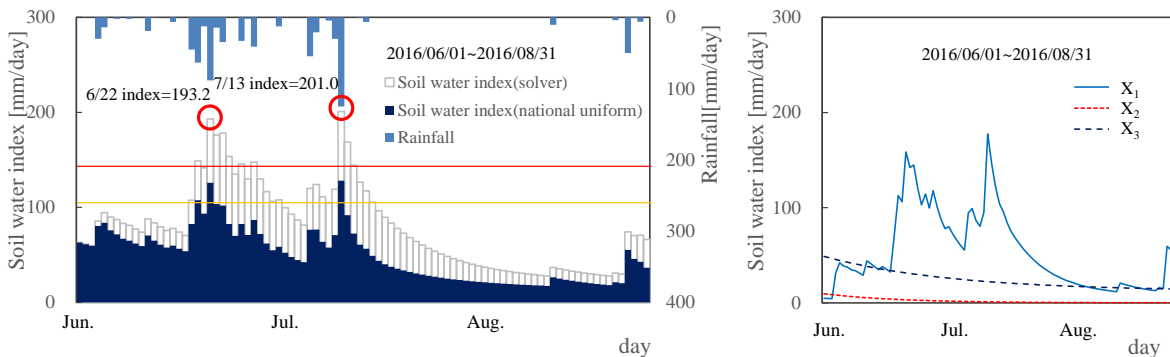 300
200
100
0
Soil water index [mm/day]
0
100
200
300
400
Rainfall[mm/day]
2016/06/01~2016/08/31
Soil water index(solver)
Soil water index(national uniform)
Rainfall
7/13 index=201.0
6/22 index=193.2
Jun.
Jul.
Aug.
day
300
200
100
0
Soil water index [mm/day]
2016/06/01~2016/08/31
X1
X2
X3
Jun.
Jul.
Aug.
day